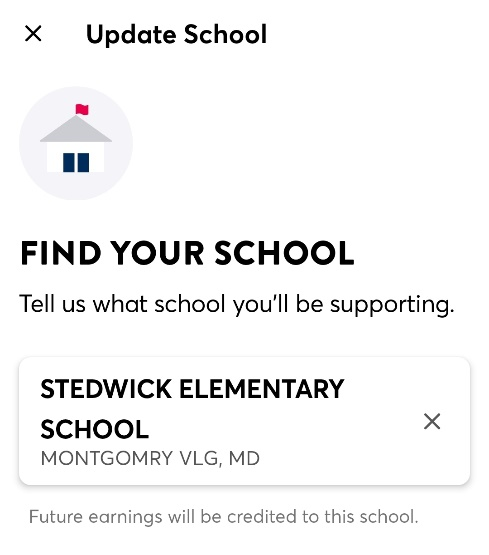 Update School
FIND YOUR SCHOOL
Tell us what school you'll be supporting.
STEDWICK ELEMENTARY
SCHOOL
MONTGOMRY VLG, MD
Future earnings will be credited to this school.